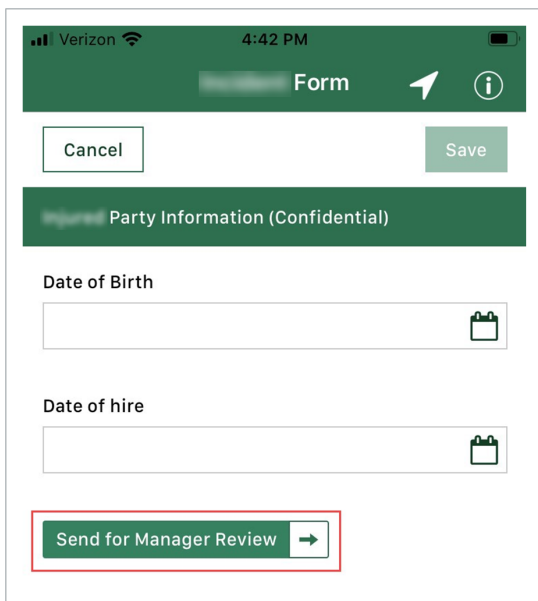 Verizon
4:42 PM
Form
Cancel
Save
Party Information (Confidential)
Date of Birth
Date of hire
Send for Manager Review